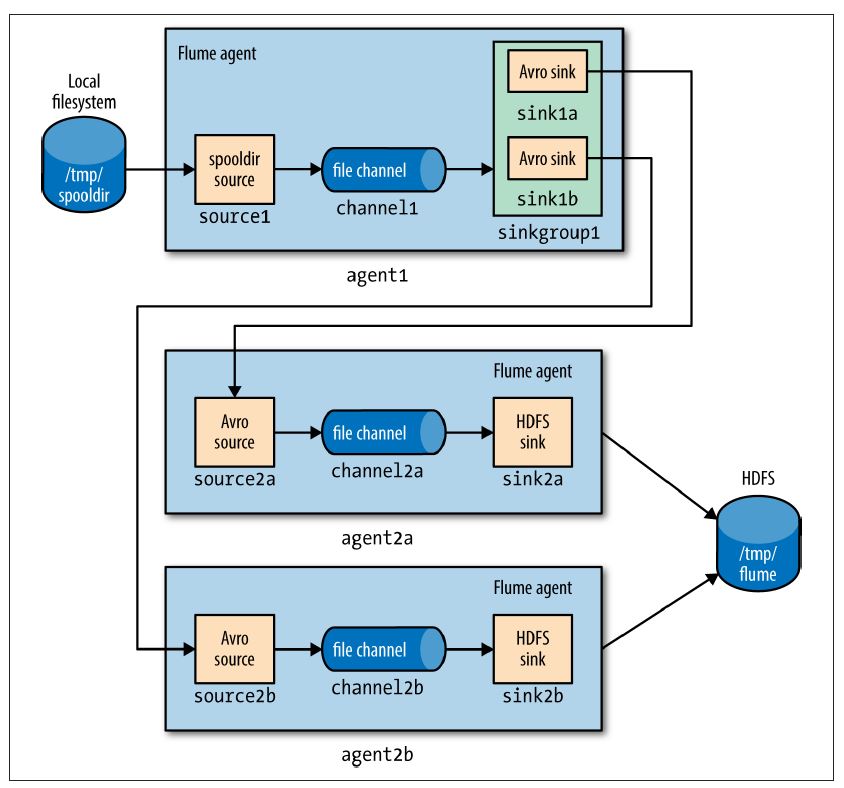 Flume agent
Local
filesystem
/tmp/
spooldir
spooldir
source
source1
file channel
channel1
Avro sink
sink1a
Avro sink
sink1b
sinkgroup1
agent1
Flume agent
Avro
source
source2a
file channel
channel2a
HDFS
sink
sink2a
agent2a
HDFS
/tmp/
flume
Flume agent
Avro
source
source2b
file channel
channel2b
HDFS
sink
sink2b
agent2b